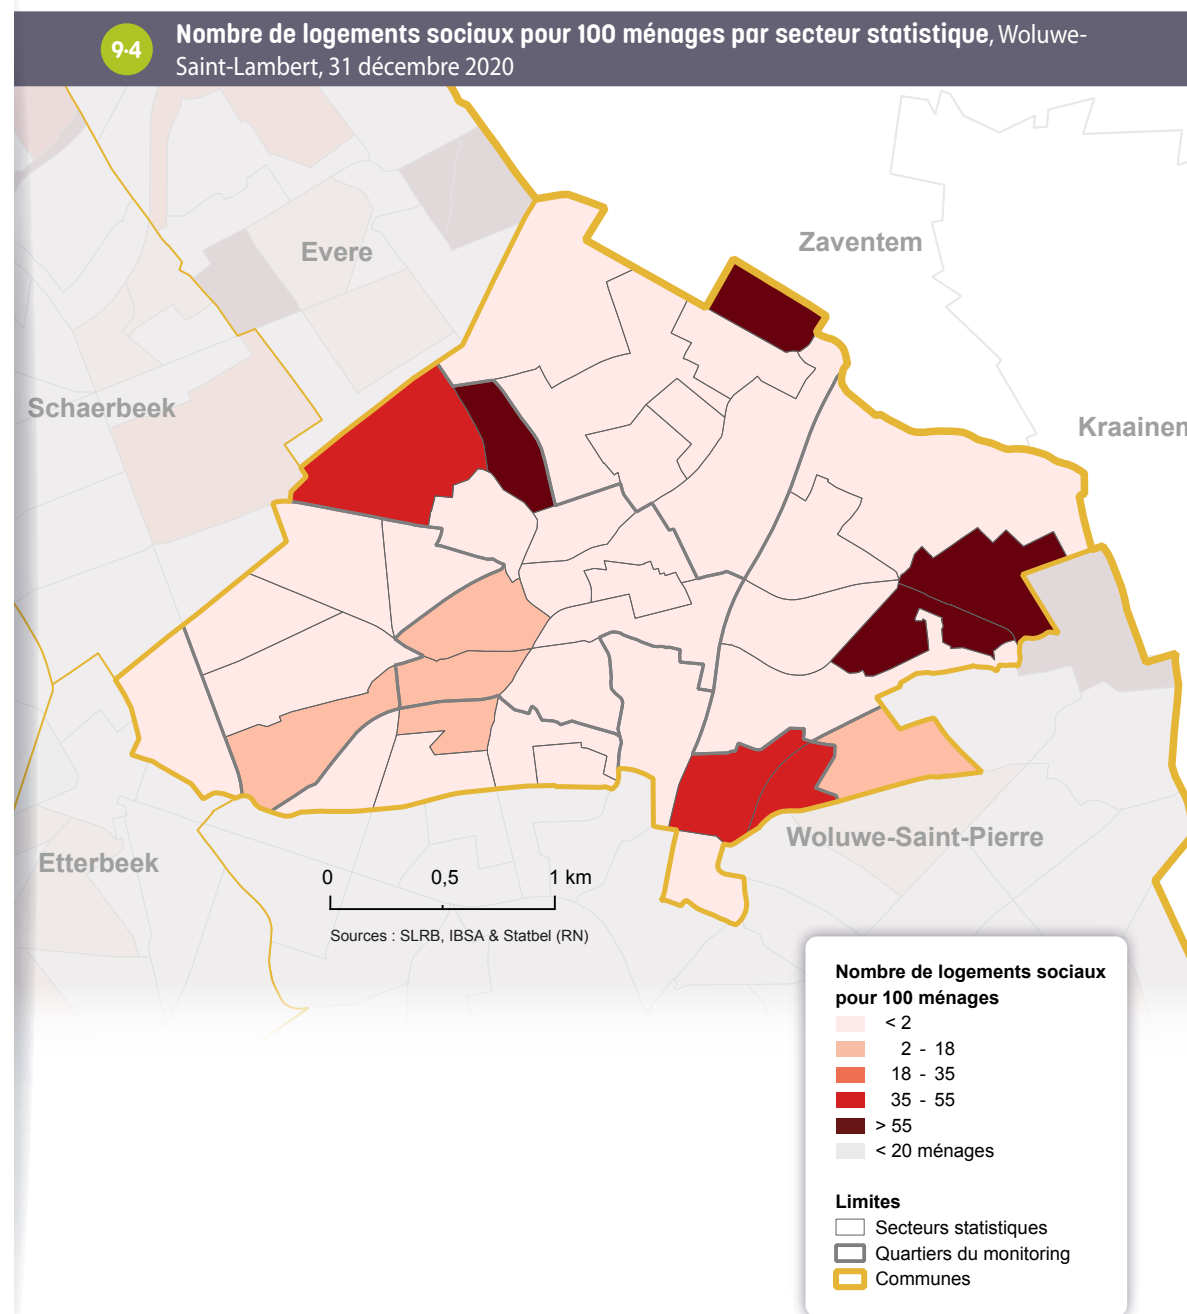 9·4
Nombre de logements sociaux pour 100 ménages par secteur statistique, Woluwe-
Saint-Lambert, 31 décembre 2020
Zaventem
Evere
Schaerbeek
Kraainem
Woluwe-Saint-Pierre
Etterbeek
0 0,5 1 km
Sources : SLRB, IBSA & Statbel (RN)
Nombre de logements sociaux
pour 100 ménages
< 2
2 - 18
18 - 35
35 - 55
> 55
< 20 ménages
Limites
Secteurs statistiques
Quartiers du monitoring
Communes